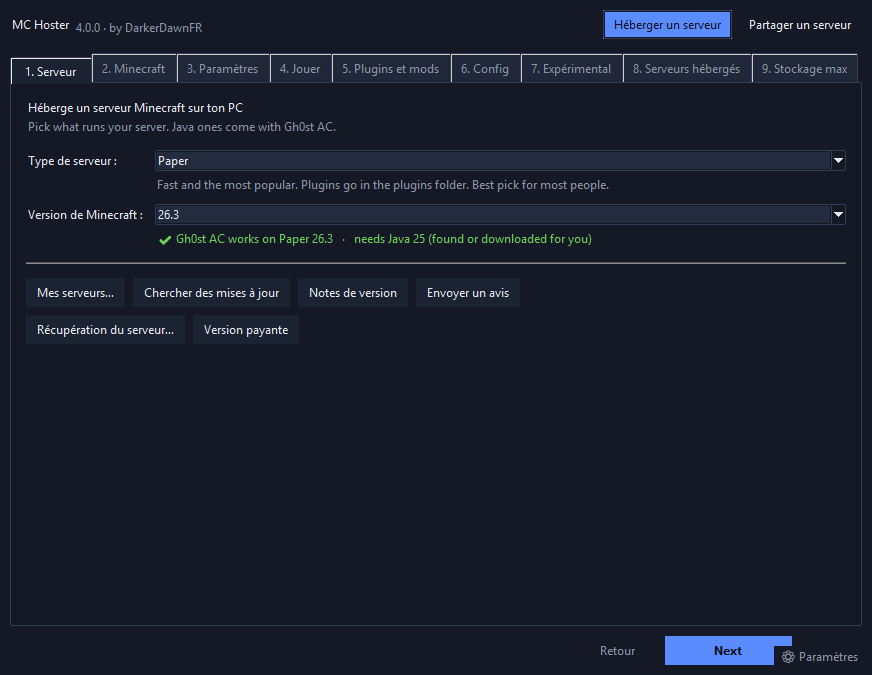 MC Hoster 4.0.0 · by DarkerDawnFR
Héberger un serveur
Partager un serveur
1. Serveur
2. Minecraft
3. Paramètres
4. Jouer
5. Plugins et mods
6. Config
7. Expérimental
8. Serveurs hébergés
9. Stockage max
Héberge un serveur Minecraft sur ton PC
Pick what runs your server. Java ones come with Gh0st AC.
Type de serveur :
Paper
Fast and the most popular. Plugins go in the plugins folder. Best pick for most people.
Version de Minecraft :
26.3
Gh0st AC works on Paper 26.3 · needs Java 25 (found or downloaded for you)
Mes serveurs...
Chercher des mises à jour
Notes de version
Envoyer un avis
Récupération du serveur...
Version payante
Retour
Next
Paramètres